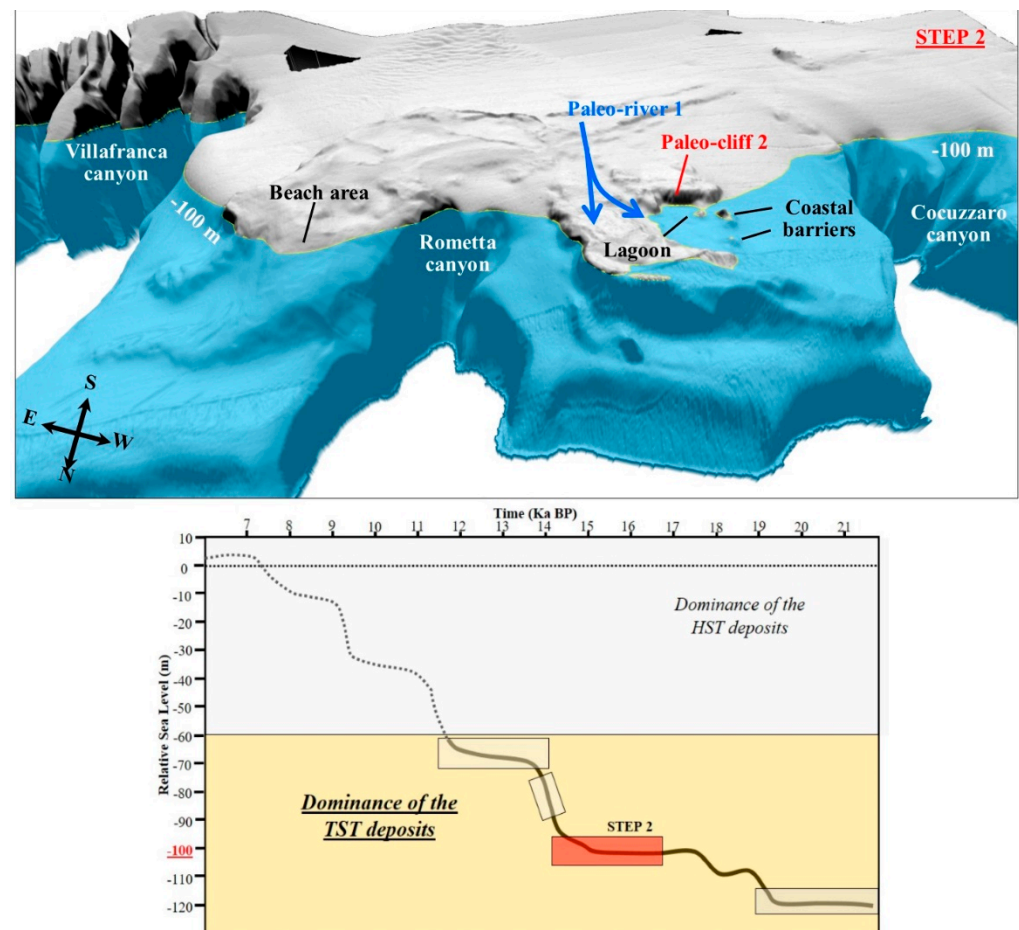 STEP 2
Paleo-river 1
Paleo-cliff 2
Villafranca
canyon
-100 m
Beach area
-100 m
Coastal
barriers
Cocuzzaro
canyon
Rometta
canyon
Lagoon
S
E
W
N
Time (Ka BP)
7 8 9 10 11 12 13 14 15 16 17 18 19 20 21
Relative Sea Level (m)
10
0
-10
-20
-30
-40
-50
-60
-70
-80
-90
-100
-110
-120
Dominance of the
HST deposits
Dominance of the
TST deposits
STEP 2